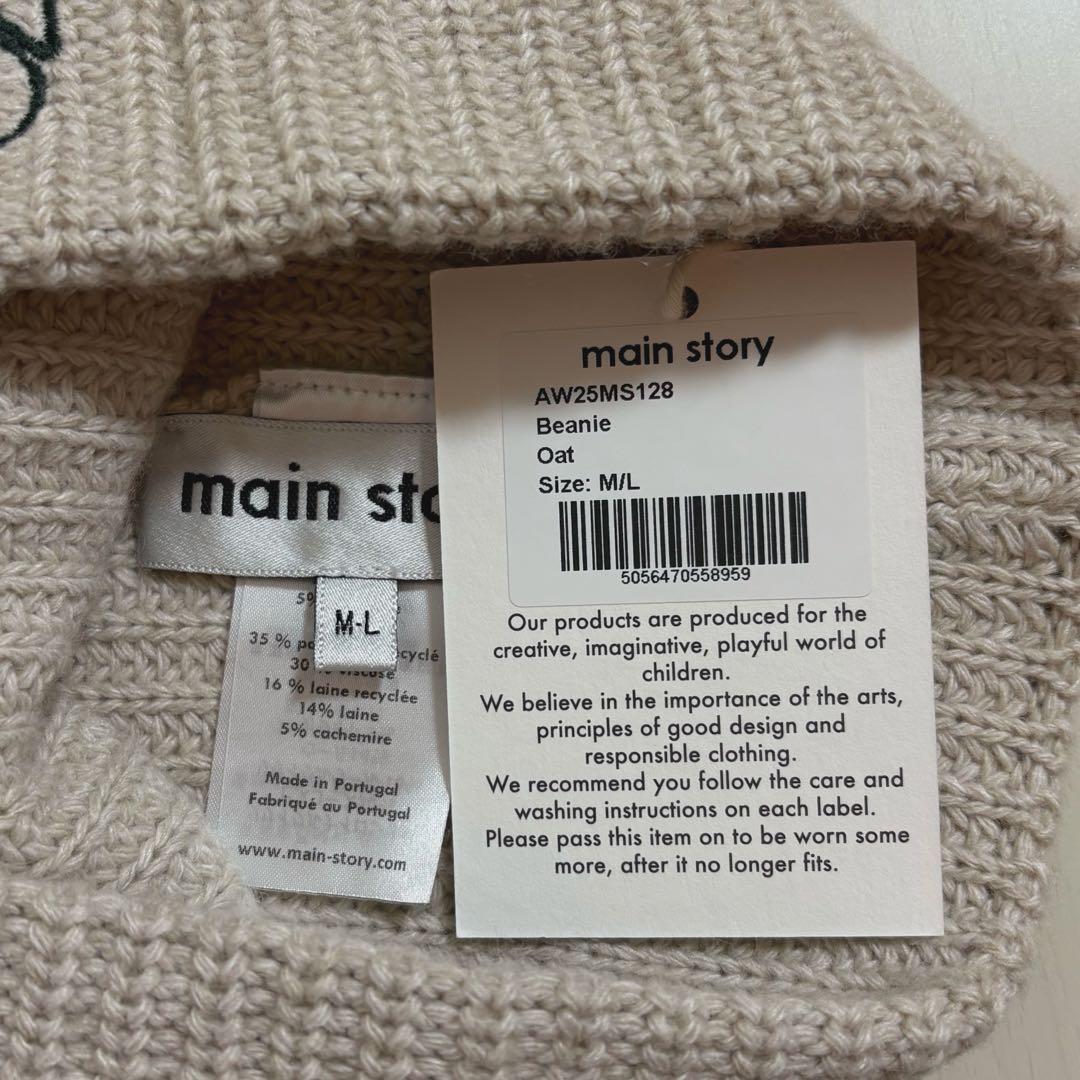 main story
AW25MS128
Beanie
Oat
Size: M/L
5056470558959
Our products are produced for the
creative, imaginative, playful world of
children.
We believe in the importance of the arts,
principles of good design and
responsible clothing.
We recommend you follow the care and
washing instructions on each label.
Please pass this item on to be worn some
more, after it no longer fits.
main sto
M-L
35 %
30
16 % laine recyclée
14% laine
5% cachemire
Made in Portugal
Fabriqué au Portugal
www.main-story.com